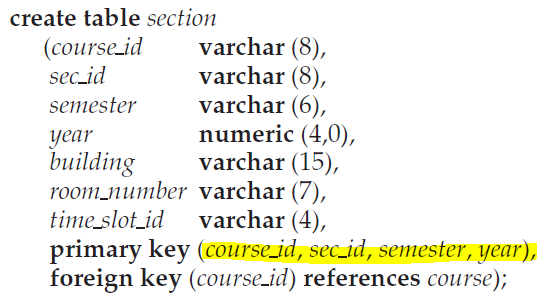 create table section
(course_id varchar (8),
sec_id varchar (8),
semester varchar (6),
year numeric (4,0),
building varchar (15),
room_number varchar (7),
time_slot_id varchar (4),
primary key (course_id, sec_id, semester, year),
foreign key (course_id) references course);